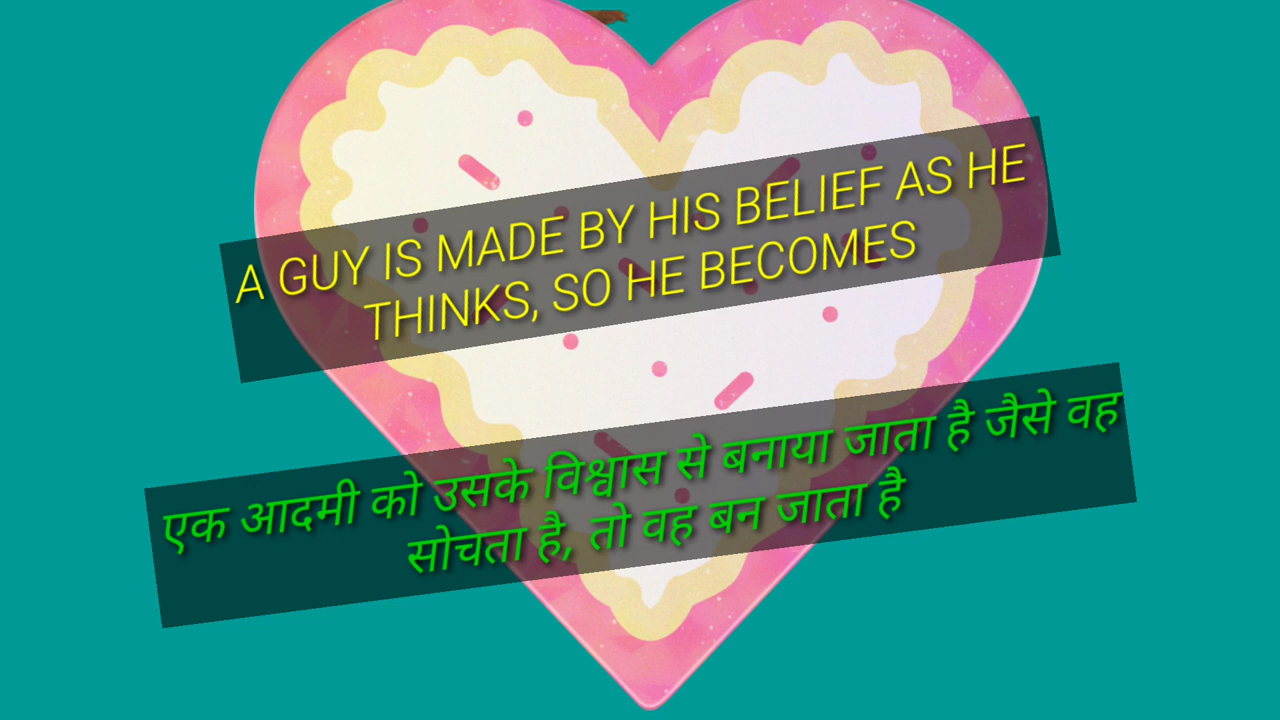 A GUY IS MADE BY HIS BELIEF AS HE
THINKS, SO HE BECOMES
एक आदमी को उसके विश्वास से बनाया जाता है जैसे वह
सोचता है, तो वह बन जाता है